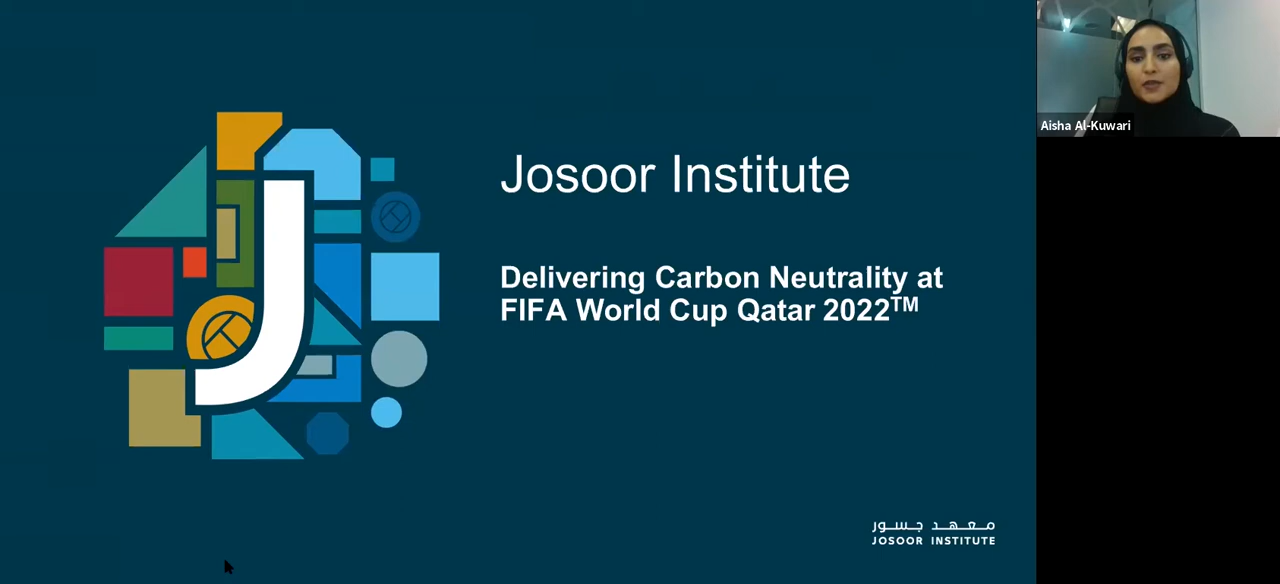 Aisha Al-Kuwari
Josoor Institute
Delivering Carbon Neutrality at
FIFA World Cup Qatar 2022™
معهد جسور
JOSOOR INSTITUTE